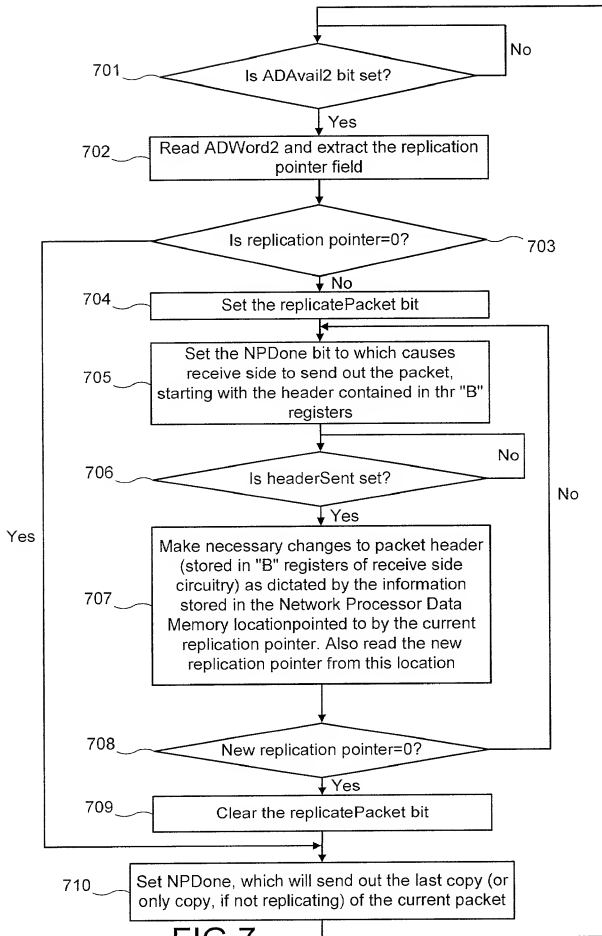 701
Is ADAvail2 bit set?
No
Yes
702
Read ADWord2 and extract the replication
pointer field
Is replication pointer=0?
703
No
704
Set the replicatePacket bit
705
Set the NPDone bit to which causes
receive side to send out the packet,
starting with the header contained in thr "B"
registers
No
706
Is headerSent set?
No
Yes
Yes
707
Make necessary changes to packet header
(stored in "B" registers of receive side
circuitry) as dictated by the information
stored in the Network Processor Data
Memory locationpointed to by the current
replication pointer. Also read the new
replication pointer from this location
708
New replication pointer=0?
Yes
709
Clear the replicatePacket bit
710
Set NPDone, which will send out the last copy (or
only copy, if not replicating) of the current packet
FIG 7